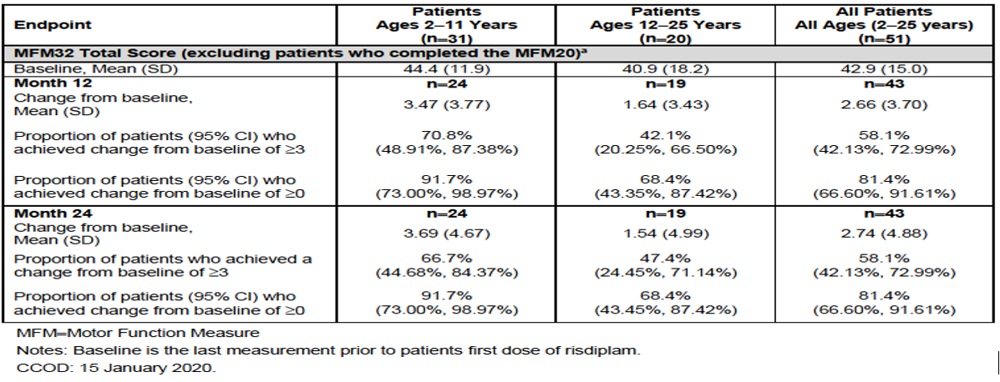 Endpoint
Patients
Ages 2–11 Years
(n=31)
Patients
Ages 12–25 Years
(n=20)
All Patients
All Ages (2–25 years)
(n=51)
MFM32 Total Score (excluding patients who completed the MFM20)ᵃ
Baseline, Mean (SD) 44.4 (11.9) 40.9 (18.2) 42.9 (15.0)
Month 12 n=24 n=19 n=43
Change from baseline,
Mean (SD)
3.47 (3.77) 1.64 (3.43) 2.66 (3.70)
Proportion of patients (95% CI) who
achieved change from baseline of ≥3
70.8%
(48.91%, 87.38%)
42.1%
(20.25%, 66.50%)
58.1%
(42.13%, 72.99%)
Proportion of patients (95% CI) who
achieved change from baseline of ≥0
91.7%
(73.00%, 98.97%)
68.4%
(43.35%, 87.42%)
81.4%
(66.60%, 91.61%)
Month 24 n=24 n=19 n=43
Change from baseline,
Mean (SD)
3.69 (4.67) 1.54 (4.99) 2.74 (4.88)
Proportion of patients who achieved a
change from baseline of ≥3
66.7%
(44.68%, 84.37%)
47.4%
(24.45%, 71.14%)
58.1%
(42.13%, 72.99%)
Proportion of patients (95% CI) who
achieved change from baseline of ≥0
91.7%
(73.00%, 98.97%)
68.4%
(43.45%, 87.42%)
81.4%
(66.60%, 91.61%)
MFM=Motor Function Measure
Notes: Baseline is the last measurement prior to patients first dose of risdiplam.
CCOD: 15 January 2020.